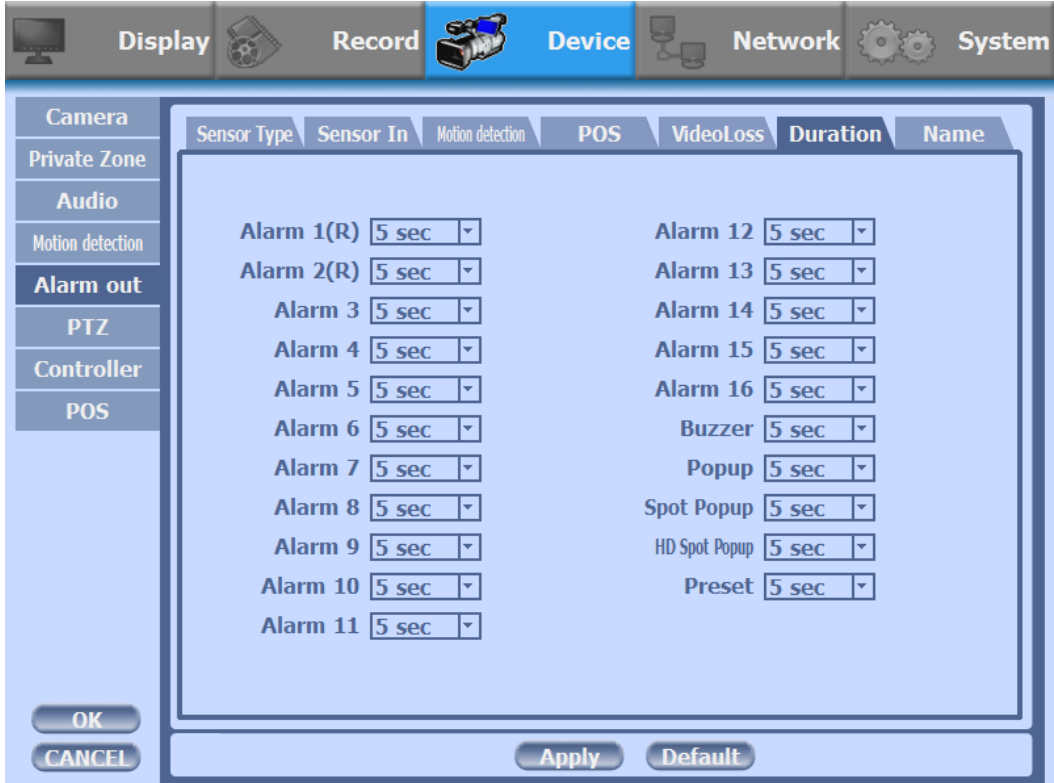 Display Record Device Network System
Camera
Private Zone
Audio
Motion detection
Alarm out
PTZ
Controller
POS
Sensor Type Sensor In Motion detection POS VideoLoss Duration Name
Alarm 1(R) 5 sec
Alarm 2(R) 5 sec
Alarm 3 5 sec
Alarm 4 5 sec
Alarm 5 5 sec
Alarm 6 5 sec
Alarm 7 5 sec
Alarm 8 5 sec
Alarm 9 5 sec
Alarm 10 5 sec
Alarm 11 5 sec
Alarm 12 5 sec
Alarm 13 5 sec
Alarm 14 5 sec
Alarm 15 5 sec
Alarm 16 5 sec
Buzzer 5 sec
Popup 5 sec
Spot Popup 5 sec
HD Spot Popup 5 sec
Preset 5 sec
OK
CANCEL
Apply Default